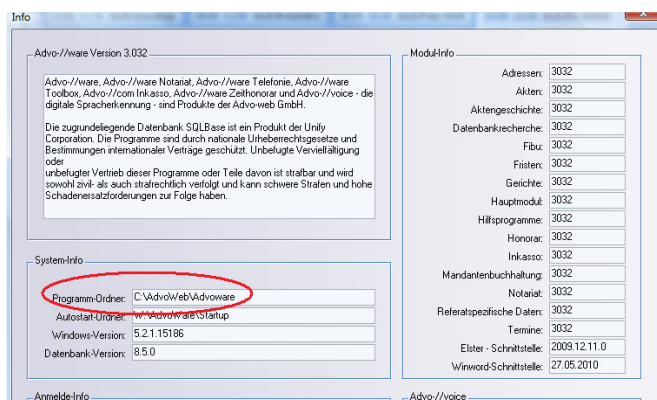 Info
Advo-//ware Version 3.032
Advo-//ware, Advo-//ware Notariat, Advo-//ware Telefonie, Advo-//ware
Toolbox, Advo-//com Inkasso, Advo-//ware Zeithonorar und Advo-//voice - die
digitale Spracherkennung - sind Produkte der Advo-web GmbH.
Die zugrundeliegende Datenbank SQLBase ist ein Produkt der Unify
Corporation. Die Programme sind durch nationale Urheberrechtsgesetze und
Bestimmungen internationaler Verträge geschützt. Unbefugte Vervielfältigung
oder
unbefugter Vertrieb dieser Programme oder Teile davon ist strafbar und wird
sowohl zivil- als auch strafrechtlich verfolgt und kann schwere Strafen und hohe
Schadenersatzforderungen zur Folge haben.
System-Info
Programm-Ordner: C:\AdvoWeb\Advoware
Autostart-Ordner: W:\AdvoWare\Startup
Windows-Version: 5.2.1.15186
Datenbank-Version: 8.5.0
Anmelde-Info
Modul-Info
Adressen: 3032
Akten: 3032
Aktengeschichte: 3032
Datenbankrecherche: 3032
Fibu: 3032
Fristen: 3032
Gerichte: 3032
Hauptmodul: 3032
Hilfsprogramme: 3032
Honorar: 3032
Inkasso: 3032
Mandantenbuchhaltung: 3032
Notariat: 3032
Referatspezifische Daten: 3032
Termine: 3032
Elster - Schnittstelle: 2009.12.11.0
Winword-Schnittstelle: 27.05.2010
Advo-//voice